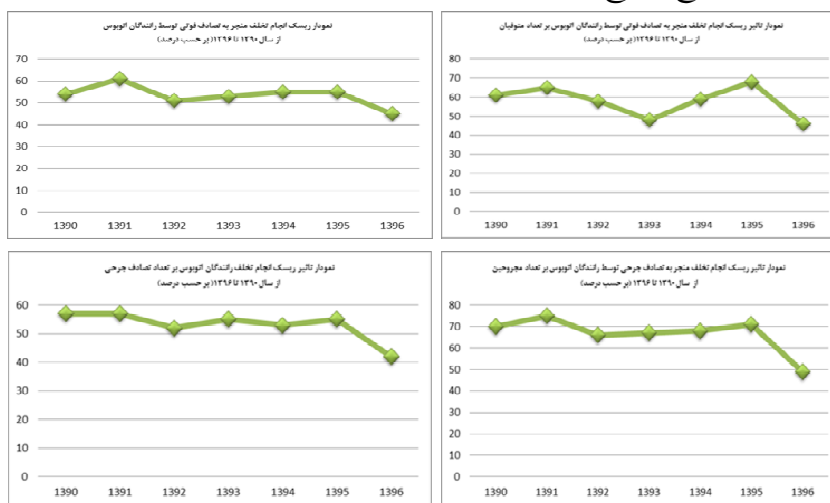 نمودار ریسک انجام تخلف منجر به تصادف فوتی توسط رانندگان اتوبوس
از سال ۱۳۹۰ تا ۱۳۹۶ (بر حسب درصد)
70
60
50
40
30
20
10
0
1390 1391 1392 1393 1394 1395 1396
نمودار تاثیر ریسک انجام تخلف منجر به تصادف فوتی توسط رانندگان اتوبوس بر تعداد متوفیان
از سال ۱۳۹۰ تا ۱۳۹۶ (بر حسب درصد)
80
70
60
50
40
30
20
10
0
1390 1391 1392 1393 1394 1395 1396
نمودار تاثیر ریسک انجام تخلف رانندگان اتوبوس بر تعداد تصادف جرحی
از سال ۱۳۹۰ تا ۱۳۹۶ (بر حسب درصد)
60
50
40
30
20
10
0
1390 1391 1392 1393 1394 1395 1396
نمودار تاثیر ریسک انجام تخلف منجر به تصادف جرحی توسط رانندگان اتوبوس بر تعداد مجروحین
از سال ۱۳۹۰ تا ۱۳۹۶ (بر حسب درصد)
80
70
60
50
40
30
20
10
0
1390 1391 1392 1393 1394 1395 1396